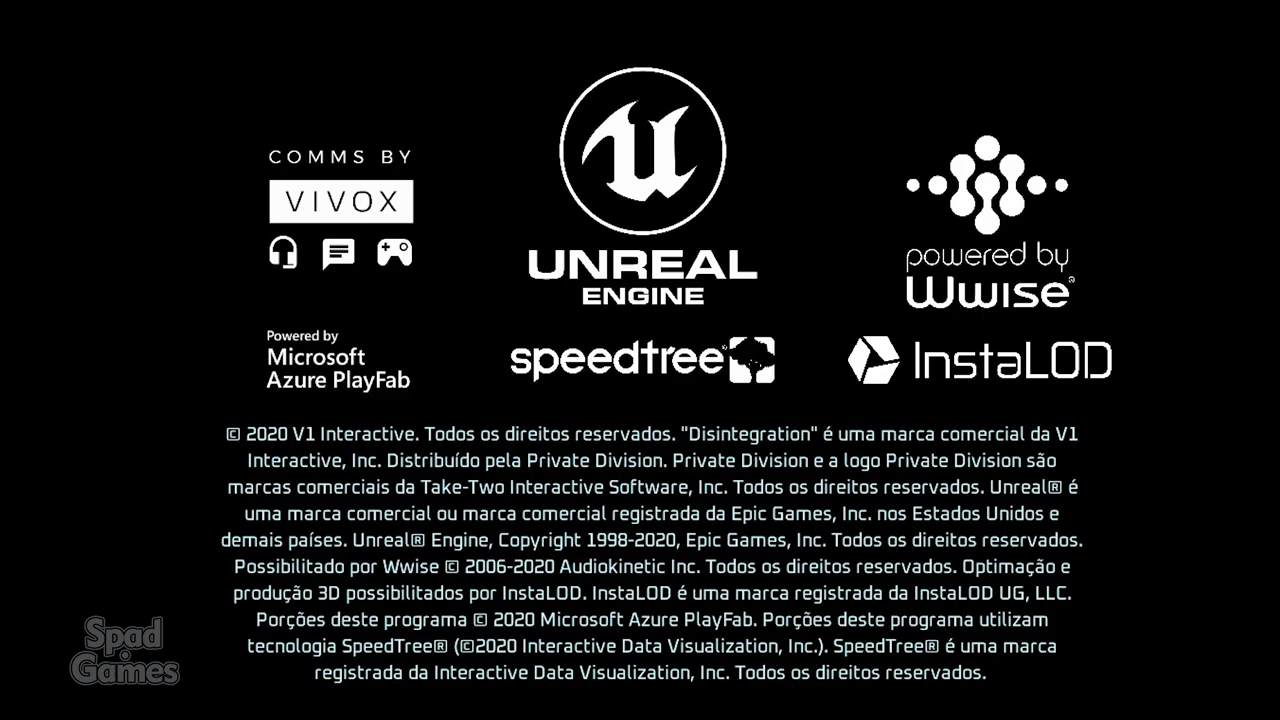 COMMS BY
VIVOX
UNREAL
ENGINE
powered by
Wwise®
Powered by
Microsoft
Azure PlayFab
speedtree®
InstaLOD
© 2020 V1 Interactive. Todos os direitos reservados. "Disintegration" é uma marca comercial da V1
Interactive, Inc. Distribuído pela Private Division. Private Division e a logo Private Division são
marcas comerciais da Take-Two Interactive Software, Inc. Todos os direitos reservados. Unreal® é
uma marca comercial ou marca comercial registrada da Epic Games, Inc. nos Estados Unidos e
demais países. Unreal® Engine, Copyright 1998-2020, Epic Games, Inc. Todos os direitos reservados.
Possibilitado por Wwise © 2006-2020 Audiokinetic Inc. Todos os direitos reservados. Optimação e
produção 3D possibilitados por InstaLOD. InstaLOD é uma marca registrada da InstaLOD UG, LLC.
Porções deste programa © 2020 Microsoft Azure PlayFab. Porções deste programa utilizam
tecnologia SpeedTree® (©2020 Interactive Data Visualization, Inc.). SpeedTree® é uma marca
registrada da Interactive Data Visualization, Inc. Todos os direitos reservados.
Spad
Games